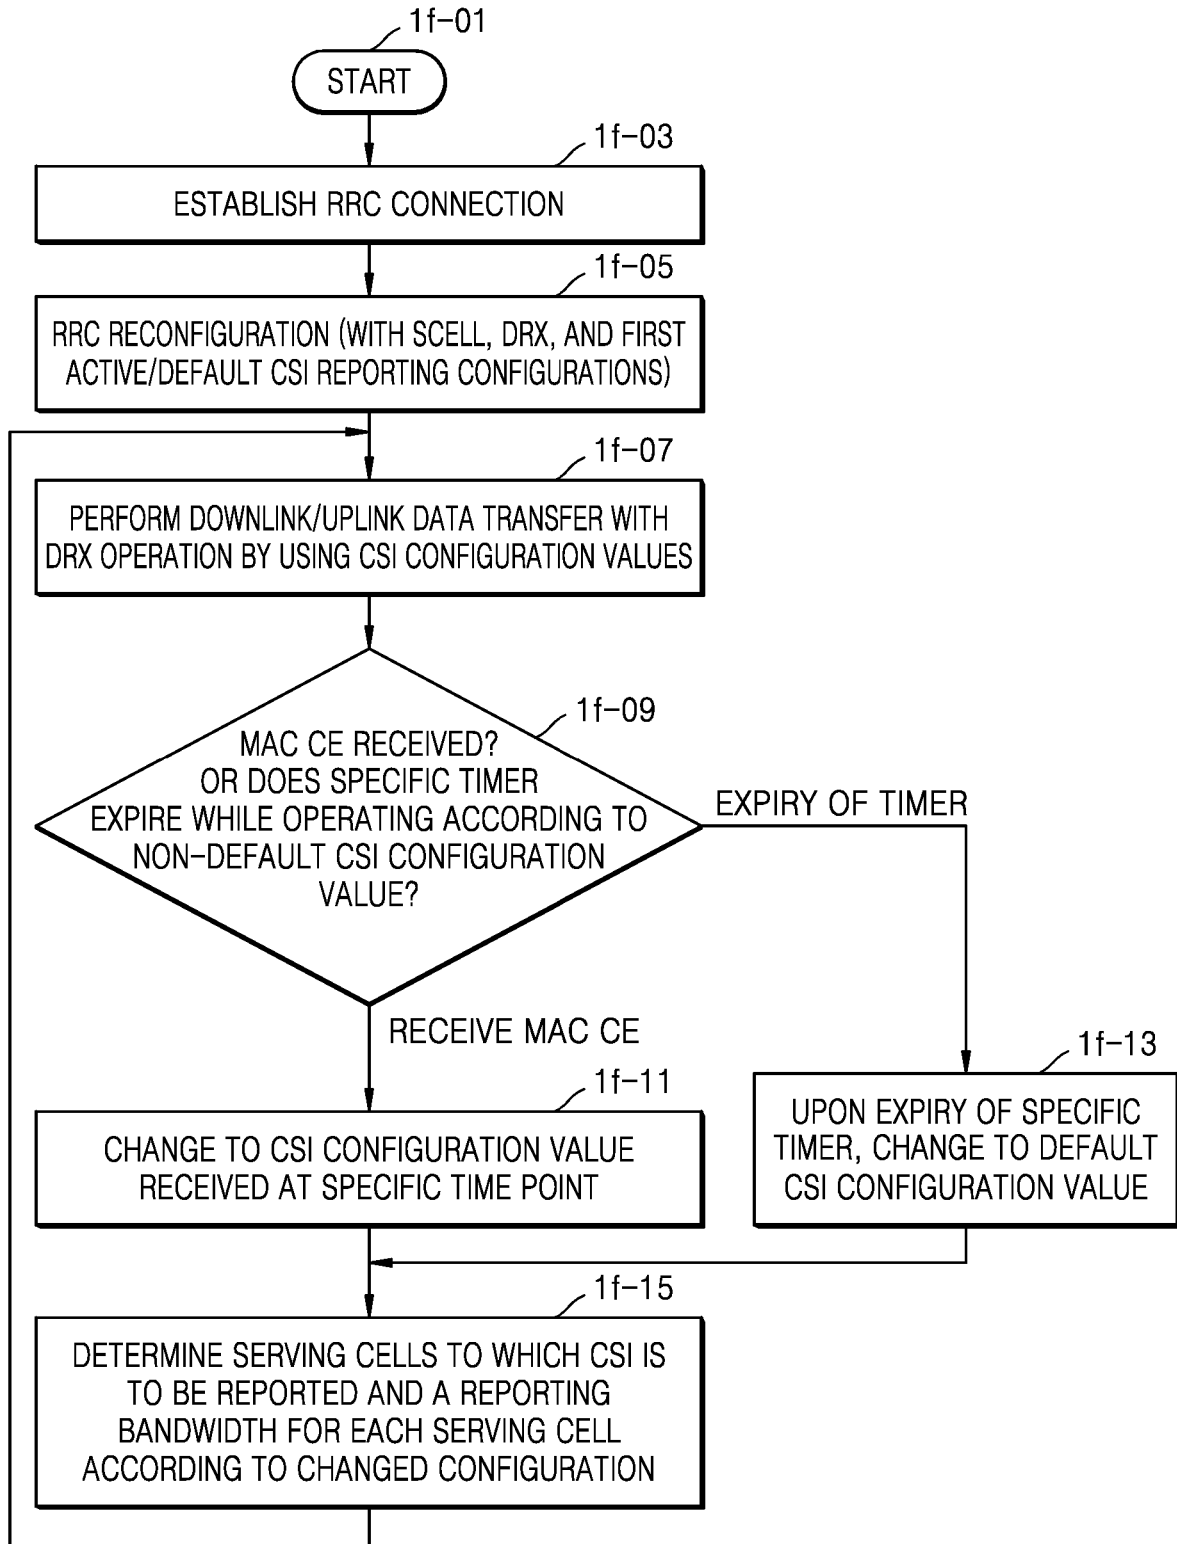 1f-01
START
1f-03
ESTABLISH RRC CONNECTION
1f-05
RRC RECONFIGURATION (WITH SCELL, DRX, AND FIRST
ACTIVE/DEFAULT CSI REPORTING CONFIGURATIONS)
1f-07
PERFORM DOWNLINK/UPLINK DATA TRANSFER WITH
DRX OPERATION BY USING CSI CONFIGURATION VALUES
1f-09
MAC CE RECEIVED?
OR DOES SPECIFIC TIMER
EXPIRE WHILE OPERATING ACCORDING TO
NON-DEFAULT CSI CONFIGURATION
VALUE?
EXPIRY OF TIMER
RECEIVE MAC CE
1f-11
CHANGE TO CSI CONFIGURATION VALUE
RECEIVED AT SPECIFIC TIME POINT
1f-13
UPON EXPIRY OF SPECIFIC
TIMER, CHANGE TO DEFAULT
CSI CONFIGURATION VALUE
1f-15
DETERMINE SERVING CELLS TO WHICH CSI IS
TO BE REPORTED AND A REPORTING
BANDWIDTH FOR EACH SERVING CELL
ACCORDING TO CHANGED CONFIGURATION